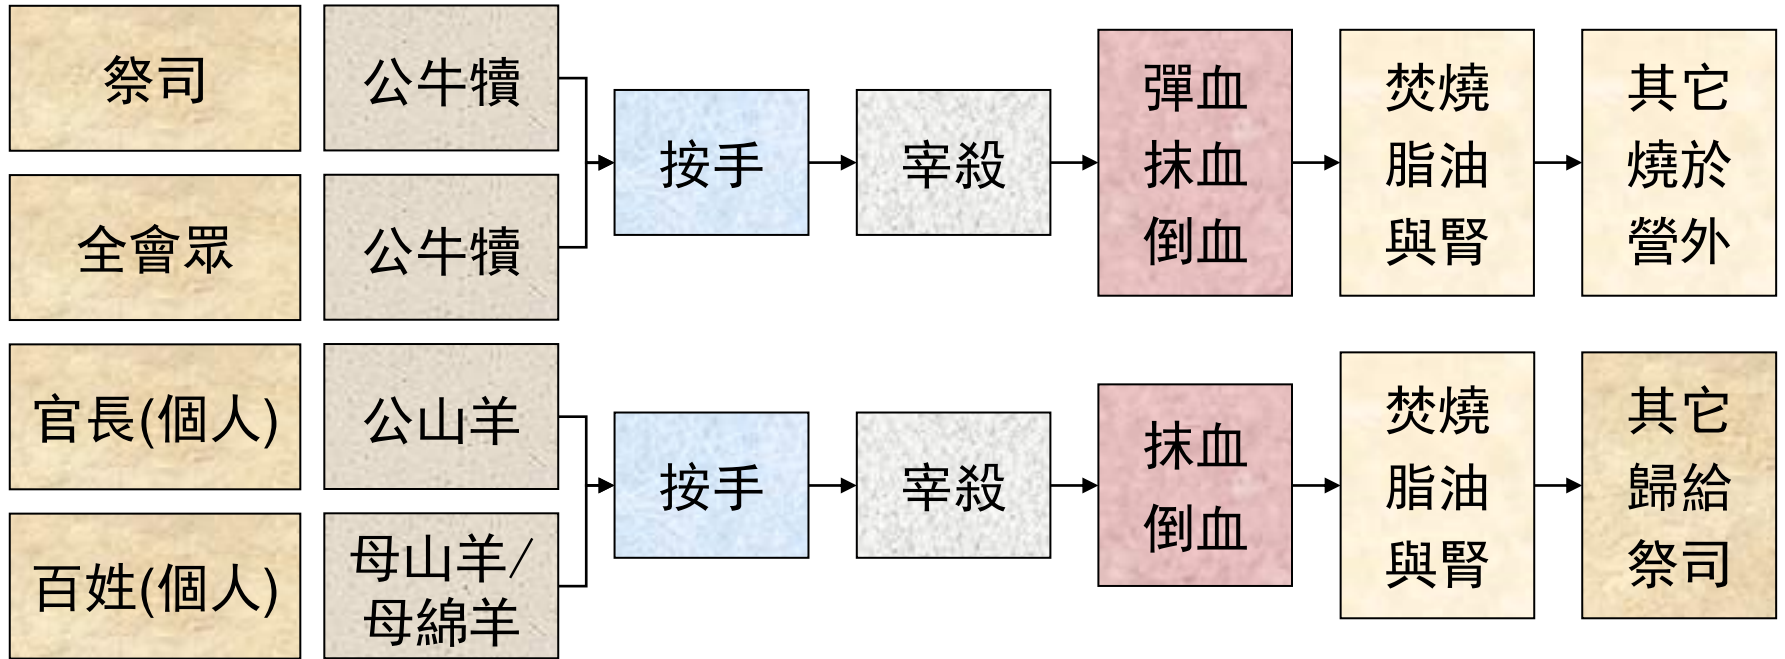 祭司
公牛犢
全會眾
公牛犢
按手
宰殺
彈血
抹血
倒血
焚燒
脂油
與腎
其它
燒於
營外
官長(個人)
公山羊
百姓(個人)
母山羊/
母綿羊
按手
宰殺
抹血
倒血
焚燒
脂油
與腎
其它
歸給
祭司